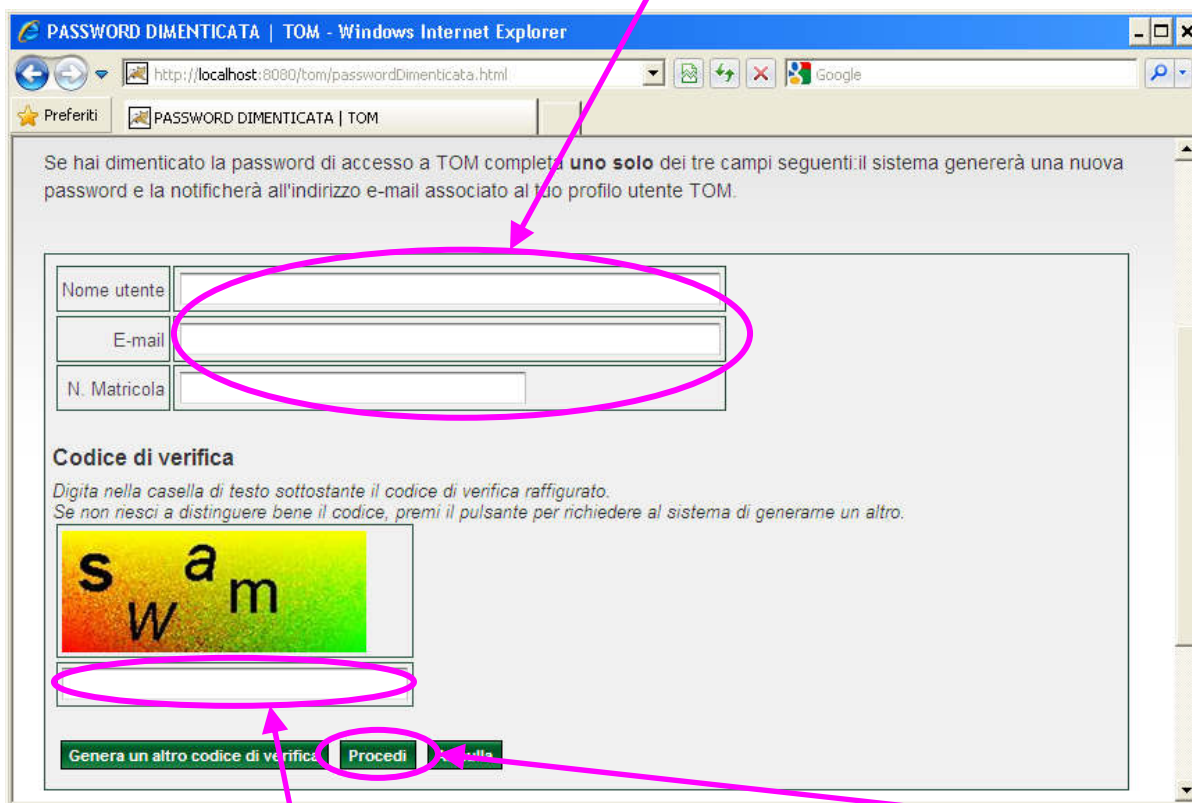 PASSWORD DIMENTICATA | TOM - Windows Internet Explorer
http://localhost:8080/tom/passwordDimenticata.html
Google
Preferiti
PASSWORD DIMENTICATA | TOM
Se hai dimenticato la password di accesso a TOM completa uno solo dei tre campi seguenti:il sistema genererà una nuova
password e la notificherà all'indirizzo e-mail associato al tuo profilo utente TOM.
Nome utente
E-mail
N. Matricola
Codice di verifica
Digita nella casella di testo sottostante il codice di verifica raffigurato.
Se non riesci a distinguere bene il codice, premi il pulsante per richiedere al sistema di generarne un altro.
s w a m
Genera un altro codice di verifica Procedi Annulla